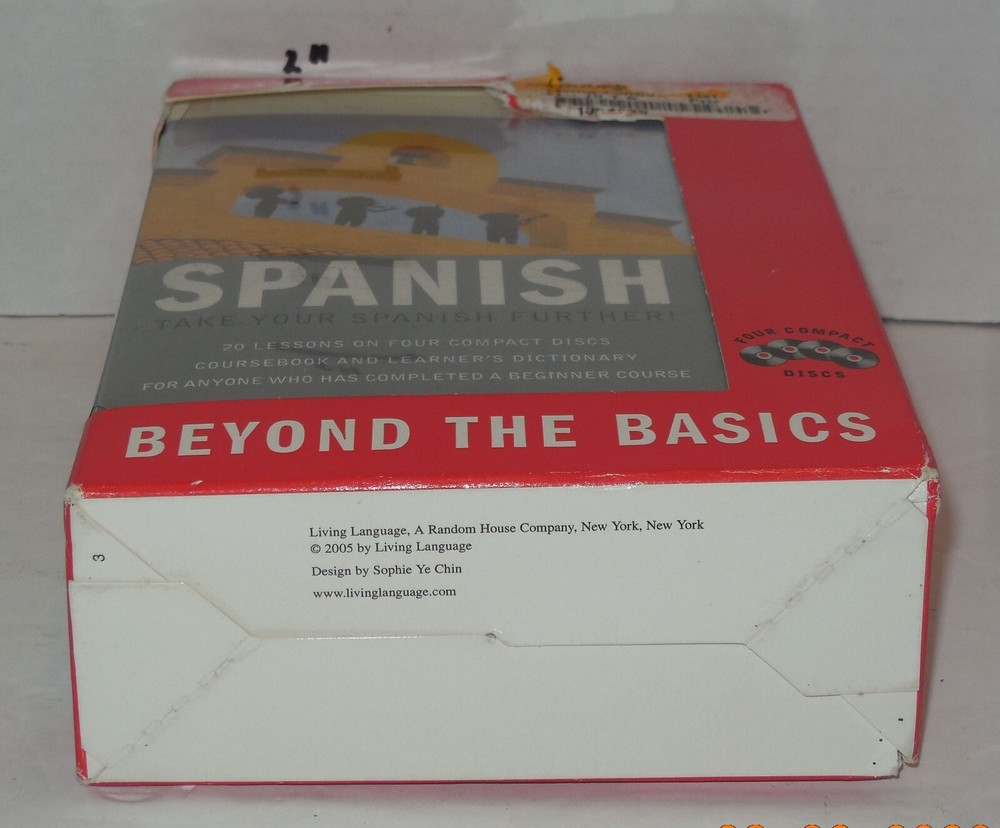 2"
SPANISH
TAKE YOUR SPANISH FURTHER!
20 LESSONS ON FOUR COMPACT DISCS
COURSEBOOK AND LEARNER'S DICTIONARY
FOR ANYONE WHO HAS COMPLETED A BEGINNER COURSE
FOUR COMPACT
DISCS
BEYOND THE BASICS
Living Language, A Random House Company, New York, New York
© 2005 by Living Language
Design by Sophie Ye Chin
www.livinglanguage.com
3